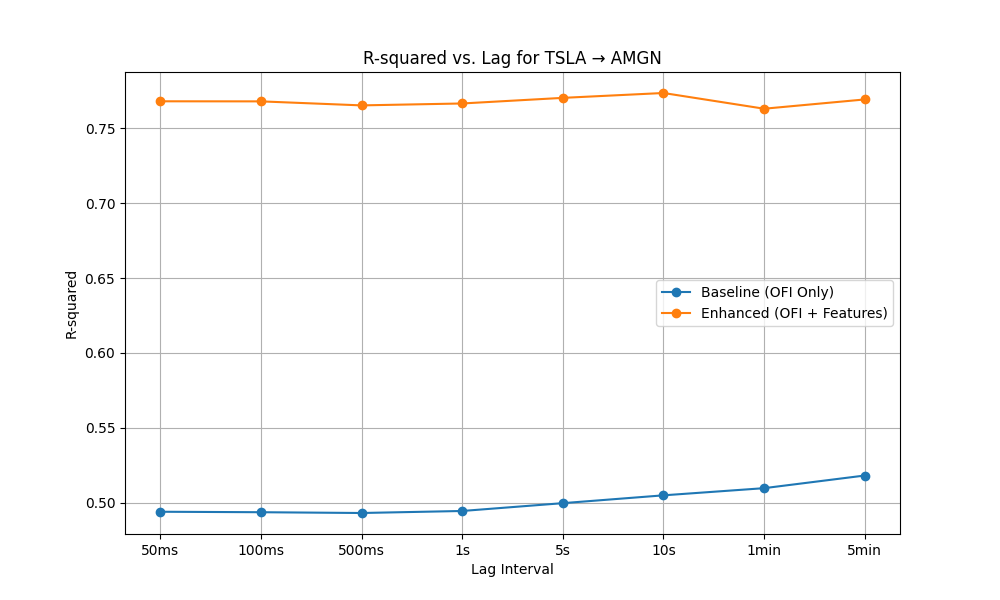 R-squared vs. Lag for TSLA → AMGN
0.75
0.70
0.65
0.60
0.55
0.50
R-squared
Baseline (OFI Only)
Enhanced (OFI + Features)
50ms 100ms 500ms 1s 5s 10s 1min 5min
Lag Interval